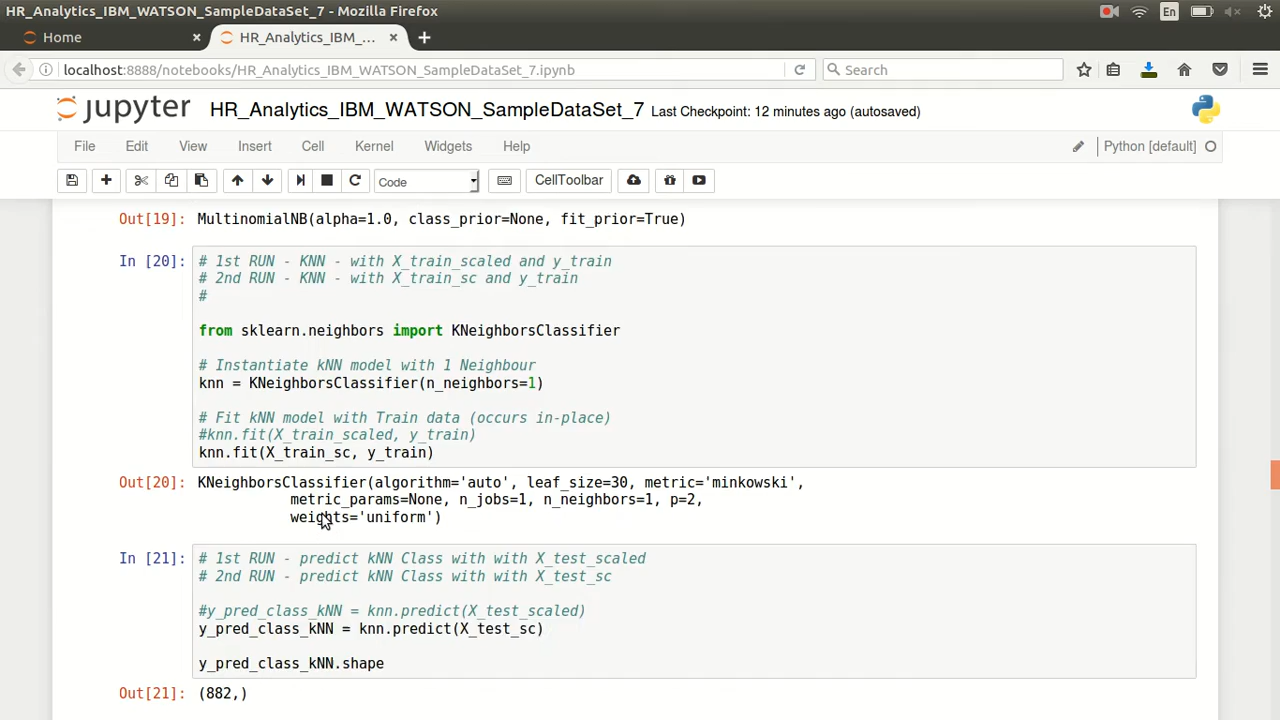 HR_Analytics_IBM_WATSON_SampleDataSet_7 - Mozilla Firefox
En
Home
HR_Analytics_IBM_...
localhost:8888/notebooks/HR_Analytics_IBM_WATSON_SampleDataSet_7.ipynb
Search
jupyter HR_Analytics_IBM_WATSON_SampleDataSet_7 Last Checkpoint: 12 minutes ago (autosaved)
File Edit View Insert Cell Kernel Widgets Help Python [default]
Code CellToolbar
Out[19]: MultinomialNB(alpha=1.0, class_prior=None, fit_prior=True)
In [20]: # 1st RUN - KNN - with X_train_scaled and y_train
# 2nd RUN - KNN - with X_train_sc and y_train
#
from sklearn.neighbors import KNeighborsClassifier
# Instantiate kNN model with 1 Neighbour
knn = KNeighborsClassifier(n_neighbors=1)
# Fit kNN model with Train data (occurs in-place)
#knn.fit(X_train_scaled, y_train)
knn.fit(X_train_sc, y_train)
Out[20]: KNeighborsClassifier(algorithm='auto', leaf_size=30, metric='minkowski',
metric_params=None, n_jobs=1, n_neighbors=1, p=2,
weights='uniform')
In [21]: # 1st RUN - predict kNN Class with with X_test_scaled
# 2nd RUN - predict kNN Class with with X_test_sc
#y_pred_class_kNN = knn.predict(X_test_scaled)
y_pred_class_kNN = knn.predict(X_test_sc)
y_pred_class_kNN.shape
Out[21]: (882,)